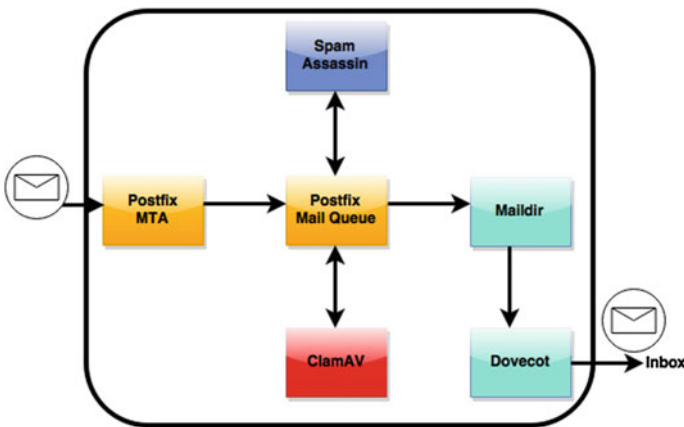 Spam
Assassin
Postfix
MTA
Postfix
Mail Queue
Maildir
ClamAV
Dovecot
Inbox